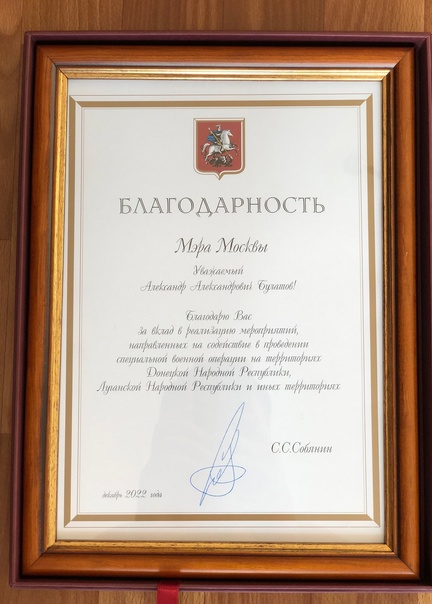 БЛАГОДАРНОСТЬ
Мэра Москвы
Уважаемый
Александр Александрович Булатов!
Благодарю Вас
за вклад в реализацию мероприятий,
направленных на содействие в проведении
специальной военной операции на территориях
Донецкой Народной Республики,
Луганской Народной Республики и иных территориях
С.С.Собянин
декабрь 2022 года